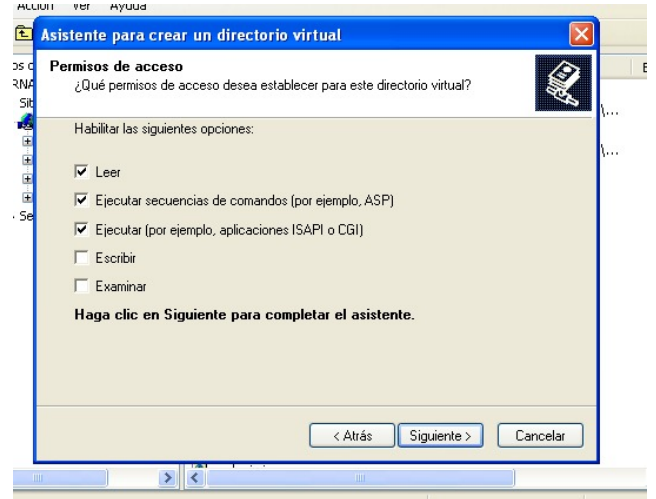 Acción Ver Ayuda
Asistente para crear un directorio virtual
Permisos de acceso
¿Qué permisos de acceso desea establecer para este directorio virtual?
Habilitar las siguientes opciones:
Leer
Ejecutar secuencias de comandos (por ejemplo, ASP)
Ejecutar (por ejemplo, aplicaciones ISAPI o CGI)
Escribir
Examinar
Haga clic en Siguiente para completar el asistente.
< Atrás Siguiente > Cancelar